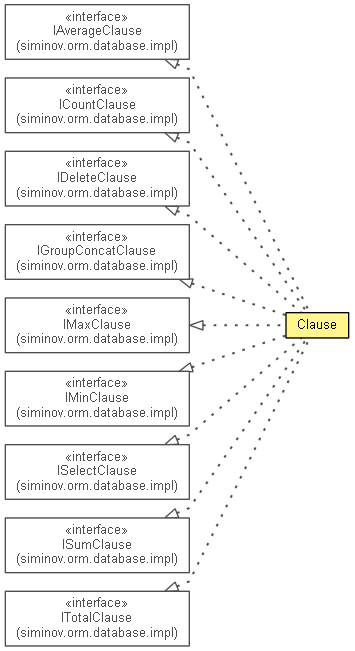 «interface»
IAverageClause
(siminov.orm.database.impl)
«interface»
ICountClause
(siminov.orm.database.impl)
«interface»
IDeleteClause
(siminov.orm.database.impl)
«interface»
IGroupConcatClause
(siminov.orm.database.impl)
«interface»
IMaxClause
(siminov.orm.database.impl)
Clause
«interface»
IMinClause
(siminov.orm.database.impl)
«interface»
ISelectClause
(siminov.orm.database.impl)
«interface»
ISumClause
(siminov.orm.database.impl)
«interface»
ITotalClause
(siminov.orm.database.impl)